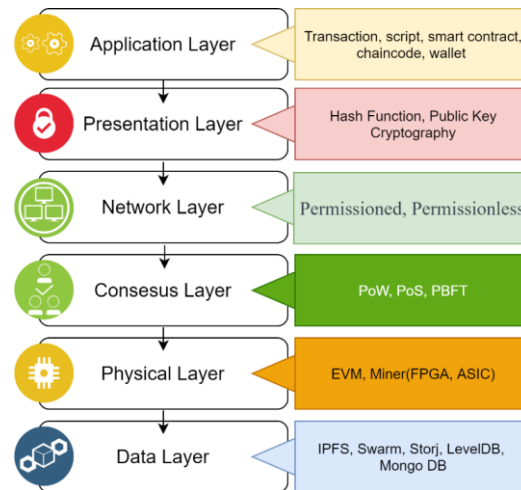 Application Layer
Transaction, script, smart contract,
chaincode, wallet
Presentation Layer
Hash Function, Public Key
Cryptography
Network Layer
Permissioned, Permissionless
Consesus Layer
PoW, PoS, PBFT
Physical Layer
EVM, Miner(FPGA, ASIC)
Data Layer
IPFS, Swarm, Storj, LevelDB,
Mongo DB